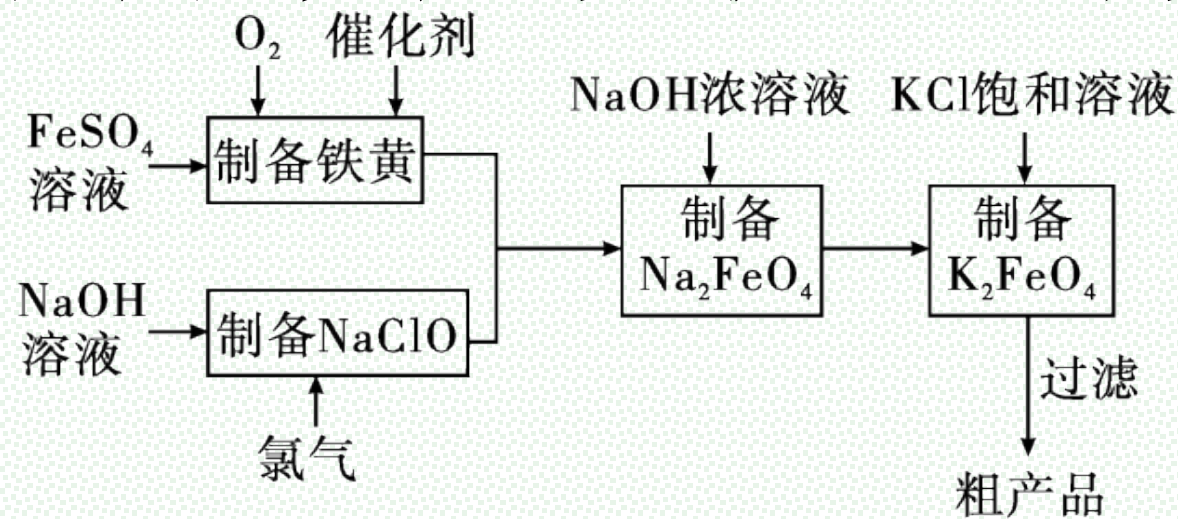 O₂ 催化剂
NaOH浓溶液 KCl饱和溶液
FeSO₄
溶液
制备铁黄
制备
Na₂FeO₄
制备
K₂FeO₄
NaOH
溶液
制备NaClO
过滤
氯气
粗产品